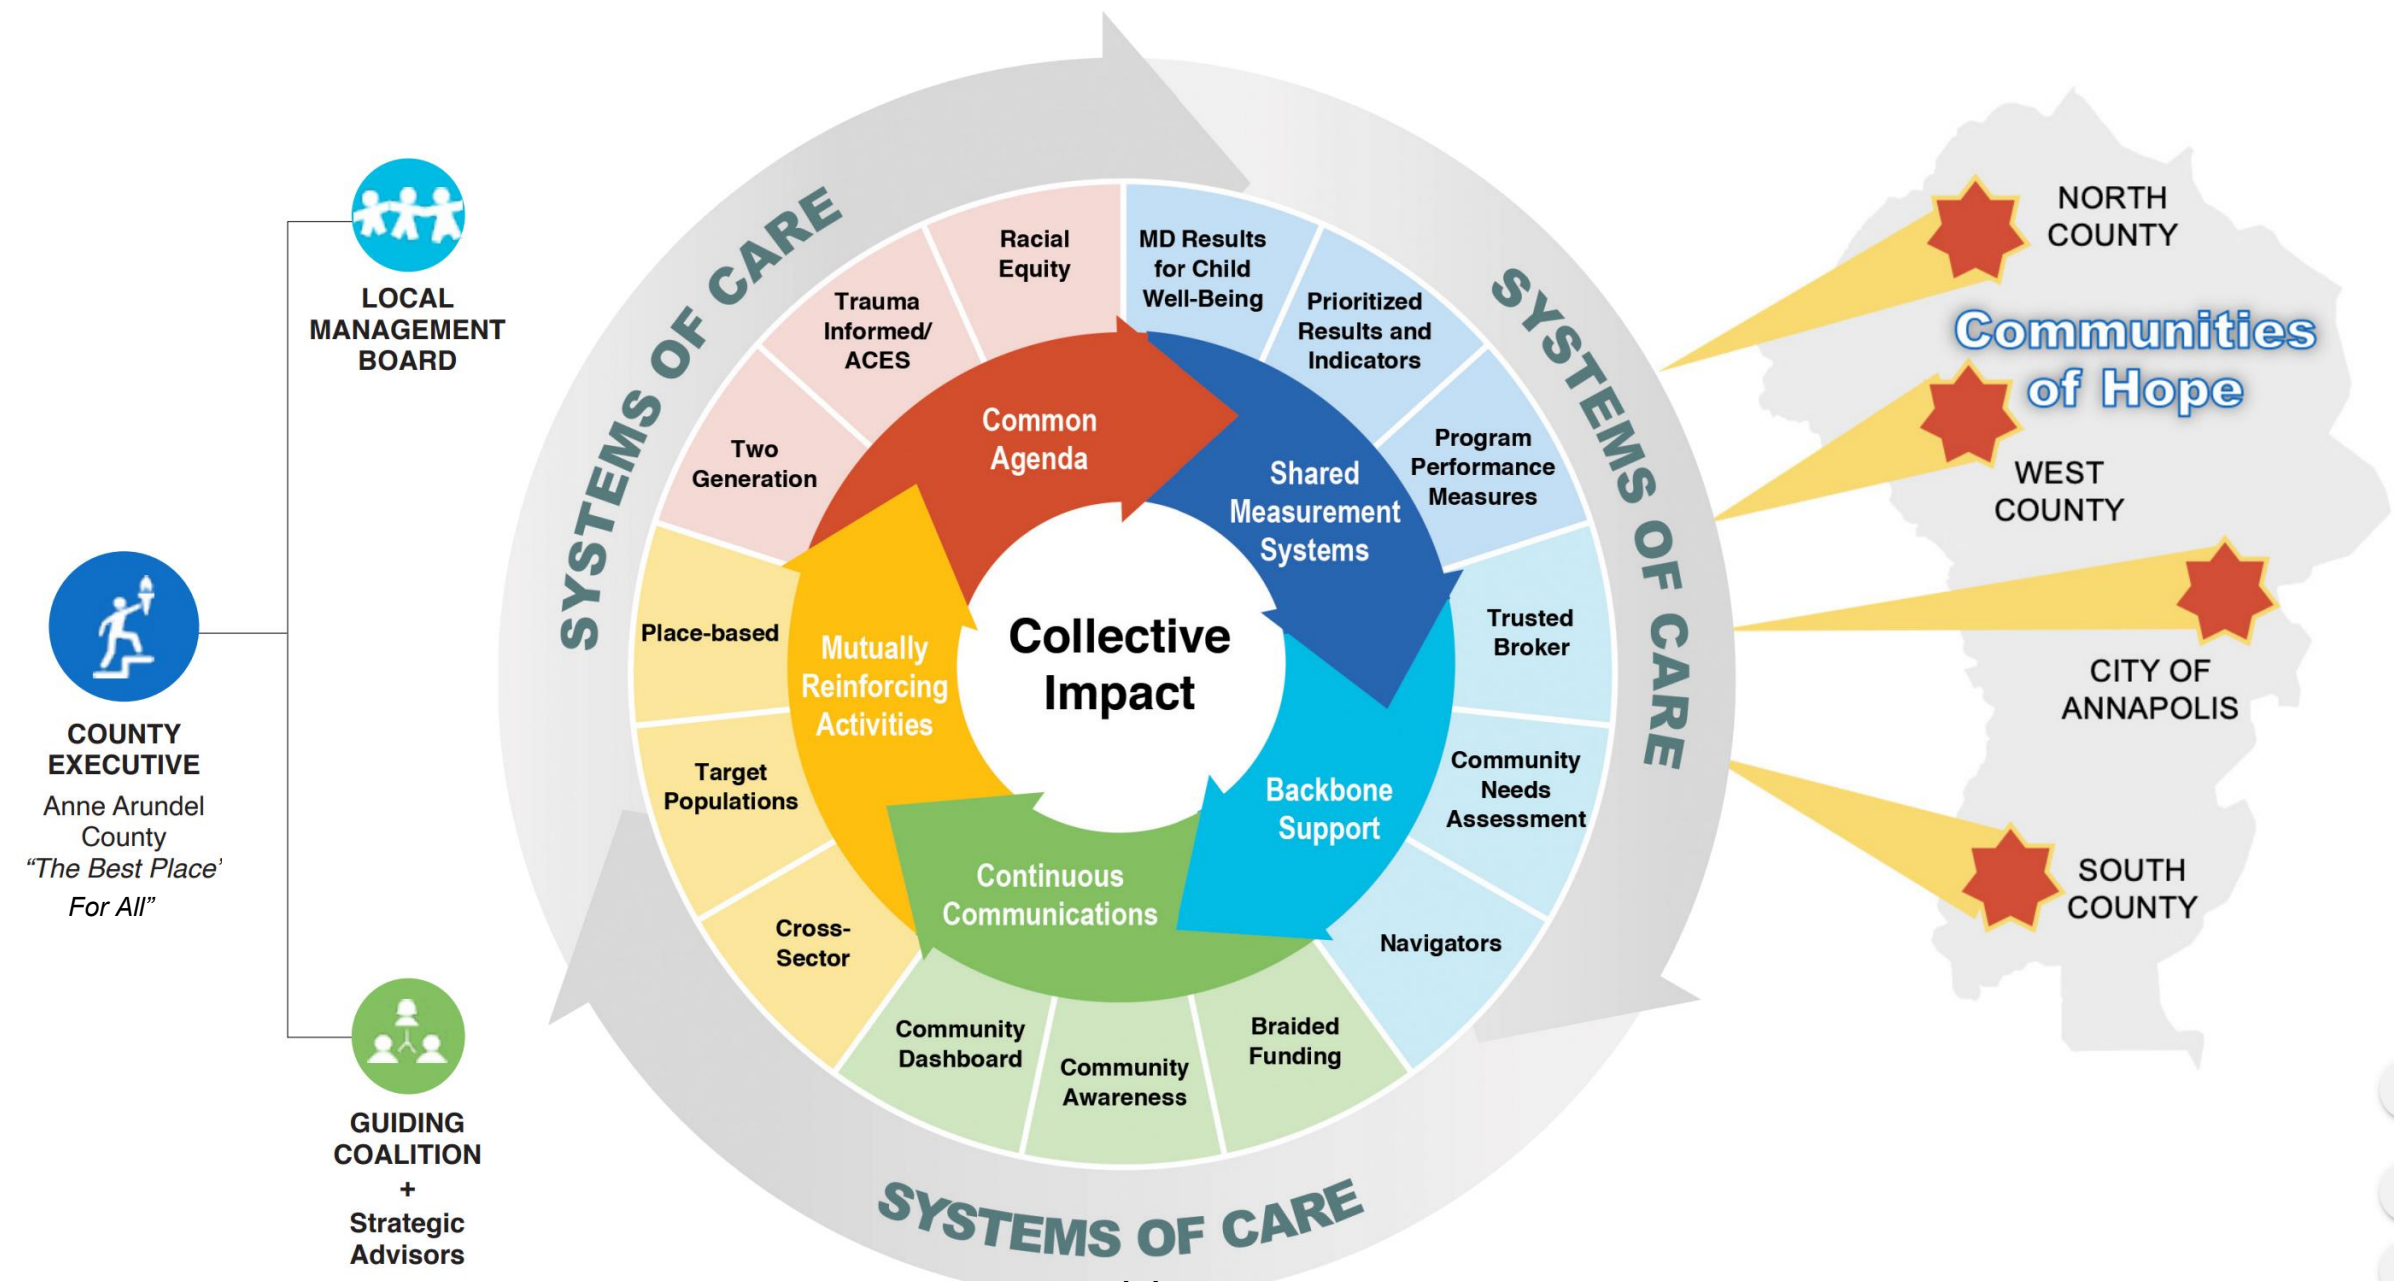 LOCAL
MANAGEMENT
BOARD
COUNTY
EXECUTIVE
Anne Arundel
County
“The Best Place’
For All”
GUIDING
COALITION
+
Strategic
Advisors
SYSTEMS OF CARE
SYSTEMS OF CARE
SYSTEMS OF CARE
Racial
Equity
MD Results
for Child
Well-Being
Prioritized
Results and
Indicators
Program
Performance
Measures
Trusted
Broker
Community
Needs
Assessment
Navigators
Braided
Funding
Community
Awareness
Community
Dashboard
Cross-
Sector
Target
Populations
Place-based
Two
Generation
Trauma
Informed/
ACES
Common
Agenda
Shared
Measurement
Systems
Backbone
Support
Continuous
Communications
Mutually
Reinforcing
Activities
Collective
Impact
NORTH
COUNTY
Communities
of Hope
WEST
COUNTY
CITY OF
ANNAPOLIS
SOUTH
COUNTY